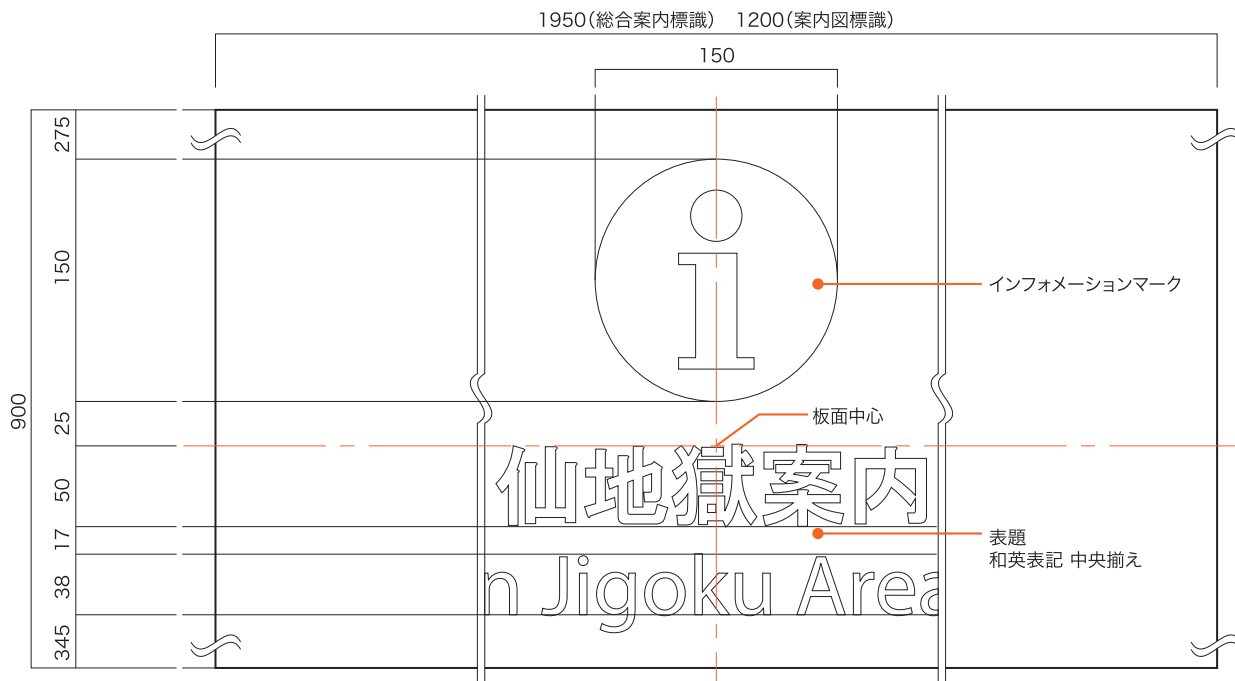 1950（総合案内標識） 1200（案内図標識）
150
275
150
900
25
50
17
38
345
i
インフォメーションマーク
板面中心
仙地獄案内
表題
和英表記 中央揃え
n Jigoku Area